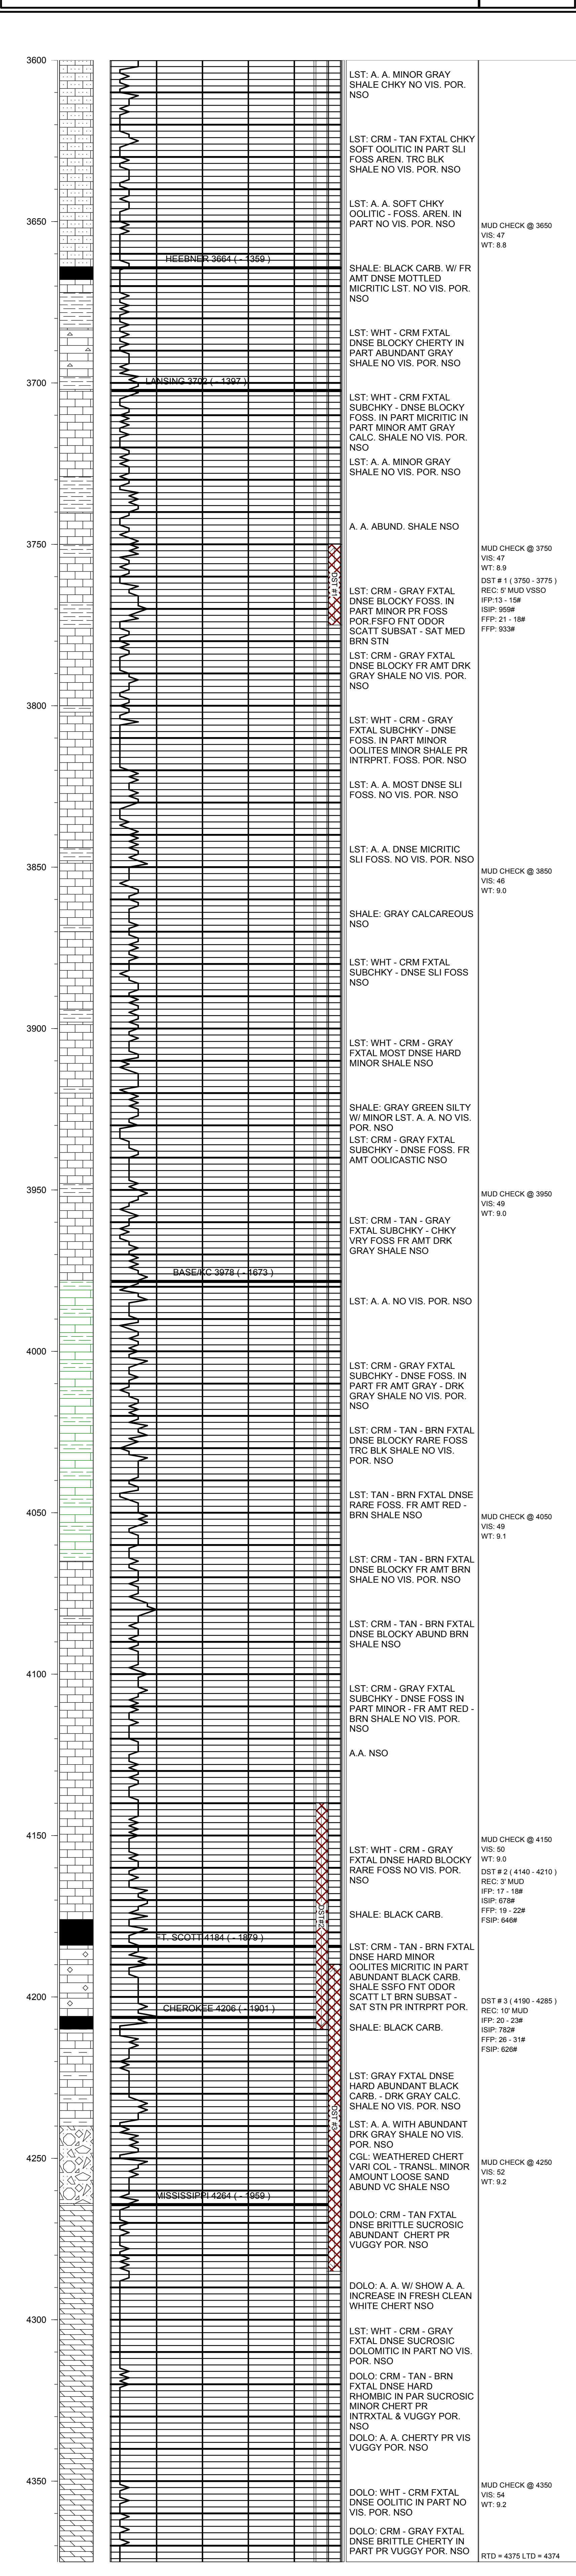 3600
LST: A. A. MINOR GRAY
SHALE CHKY NO VIS. POR.
NSO
LST: CRM - TAN FXTAL CHKY
SOFT OOLITIC IN PART SLI
FOSS AREN. TRC BLK
SHALE NO VIS. POR. NSO
LST: A. A. SOFT CHKY
OOLITIC - FOSS. AREN. IN
PART NO VIS. POR. NSO
3650
MUD CHECK @ 3650
VIS: 47
WT: 8.8
HEEBNER 3664 ( - 1359 )
SHALE: BLACK CARB. W/ FR
AMT DNSE MOTTLED
MICRITIC LST. NO VIS. POR.
NSO
LST: WHT - CRM FXTAL
DNSE BLOCKY CHERTY IN
PART ABUNDANT GRAY
SHALE NO VIS. POR. NSO
3700
LANSING 3702 ( - 1397 )
LST: WHT - CRM FXTAL
SUBCHKY - DNSE BLOCKY
FOSS. IN PART MICRITIC IN
PART MINOR AMT GRAY
CALC. SHALE NO VIS. POR.
NSO
LST: A. A. MINOR GRAY
SHALE NO VIS. POR. NSO
A. A. ABUND. SHALE NSO
3750
MUD CHECK @ 3750
VIS: 47
WT: 8.9
DST # 1 ( 3750 - 3775 )
REC: 5' MUD VSSO
IFP:13 - 15#
ISIP: 959#
FFP: 21 - 18#
FFP: 933#
DST #1
LST: CRM - GRAY FXTAL
DNSE BLOCKY FOSS. IN
PART MINOR PR FOSS
POR.FSFO FNT ODOR
SCATT SUBSAT - SAT MED
BRN STN
LST: CRM - GRAY FXTAL
DNSE BLOCKY FR AMT DRK
GRAY SHALE NO VIS. POR.
NSO
3800
LST: WHT - CRM - GRAY
FXTAL SUBCHKY - DNSE
FOSS. IN PART MINOR
OOLITES MINOR SHALE PR
INTRPRT. FOSS. POR. NSO
LST: A. A. MOST DNSE SLI
FOSS. NO VIS. POR. NSO
LST: A. A. DNSE MICRITIC
SLI FOSS. NO VIS. POR. NSO
3850
MUD CHECK @ 3850
VIS: 46
WT: 9.0
SHALE: GRAY CALCAREOUS
NSO
LST: WHT - CRM FXTAL
SUBCHKY - DNSE SLI FOSS
NSO
3900
LST: WHT - CRM - GRAY
FXTAL MOST DNSE HARD
MINOR SHALE NSO
SHALE: GRAY GREEN SILTY
W/ MINOR LST. A. A. NO VIS.
POR. NSO
LST: CRM - GRAY FXTAL
SUBCHKY - DNSE FOSS. FR
AMT OOLICASTIC NSO
3950
MUD CHECK @ 3950
VIS: 49
WT: 9.0
LST: CRM - TAN - GRAY
FXTAL SUBCHKY - CHKY
VRY FOSS FR AMT DRK
GRAY SHALE NSO
BASE/KC 3978 ( - 1673 )
LST: A. A. NO VIS. POR. NSO
4000
LST: CRM - GRAY FXTAL
SUBCHKY - DNSE FOSS. IN
PART FR AMT GRAY - DRK
GRAY SHALE NO VIS. POR.
NSO
LST: CRM - TAN - BRN FXTAL
DNSE BLOCKY RARE FOSS
TRC BLK SHALE NO VIS.
POR. NSO
LST: TAN - BRN FXTAL DNSE
RARE FOSS. FR AMT RED -
BRN SHALE NSO
4050
MUD CHECK @ 4050
VIS: 49
WT: 9.1
LST: CRM - TAN - BRN FXTAL
DNSE BLOCKY FR AMT BRN
SHALE NO VIS. POR. NSO
LST: CRM - TAN - BRN FXTAL
DNSE BLOCKY ABUND BRN
SHALE NSO
4100
LST: CRM - GRAY FXTAL
SUBCHKY - DNSE FOSS IN
PART MINOR - FR AMT RED -
BRN SHALE NO VIS. POR.
NSO
A.A. NSO
4150
MUD CHECK @ 4150
VIS: 50
WT: 9.0
LST: WHT - CRM - GRAY
FXTAL DNSE HARD BLOCKY
RARE FOSS NO VIS. POR.
NSO
DST # 2 ( 4140 - 4210 )
REC: 3' MUD
IFP: 17 - 18#
ISIP: 678#
FFP: 19 - 22#
FSIP: 646#
SHALE: BLACK CARB.
DST #2
FT. SCOTT 4184 ( - 1879 )
LST: CRM - TAN - BRN FXTAL
DNSE HARD MINOR
OOLITES MICRITIC IN PART
ABUNDANT BLACK CARB.
SHALE SSFO FNT ODOR
SCATT LT BRN SUBSAT -
SAT STN PR INTRPRT POR.
4200
DST # 3 ( 4190 - 4285 )
REC: 10' MUD
IFP: 20 - 23#
ISIP: 782#
FFP: 26 - 31#
FSIP: 626#
CHEROKEE 4206 ( - 1901 )
SHALE: BLACK CARB.
LST: GRAY FXTAL DNSE
HARD ABUNDANT BLACK
CARB. - DRK GRAY CALC.
SHALE NO VIS. POR. NSO
DST #3
LST: A. A. WITH ABUNDANT
DRK GRAY SHALE NO VIS.
POR. NSO
4250
CGL: WEATHERED CHERT
VARI COL - TRANSL. MINOR
AMOUNT LOOSE SAND
ABUND VC SHALE NSO
MUD CHECK @ 4250
VIS: 52
WT: 9.2
MISSISSIPPI 4264 ( - 1959 )
DOLO: CRM - TAN FXTAL
DNSE BRITTLE SUCROSIC
ABUNDANT CHERT PR
VUGGY POR. NSO
DOLO: A. A. W/ SHOW A. A.
INCREASE IN FRESH CLEAN
WHITE CHERT NSO
4300
LST: WHT - CRM - GRAY
FXTAL DNSE SUCROSIC
DOLOMITIC IN PART NO VIS.
POR. NSO
DOLO: CRM - TAN - BRN
FXTAL DNSE HARD
RHOMBIC IN PAR SUCROSIC
MINOR CHERT PR
INTRXTAL & VUGGY POR.
NSO
DOLO: A. A. CHERTY PR VIS
VUGGY POR. NSO
4350
MUD CHECK @ 4350
VIS: 54
WT: 9.2
DOLO: WHT - CRM FXTAL
DNSE OOLITIC IN PART NO
VIS. POR. NSO
DOLO: CRM - GRAY FXTAL
DNSE BRITTLE CHERTY IN
PART PR VUGGY POR. NSO
RTD = 4375 LTD = 4374